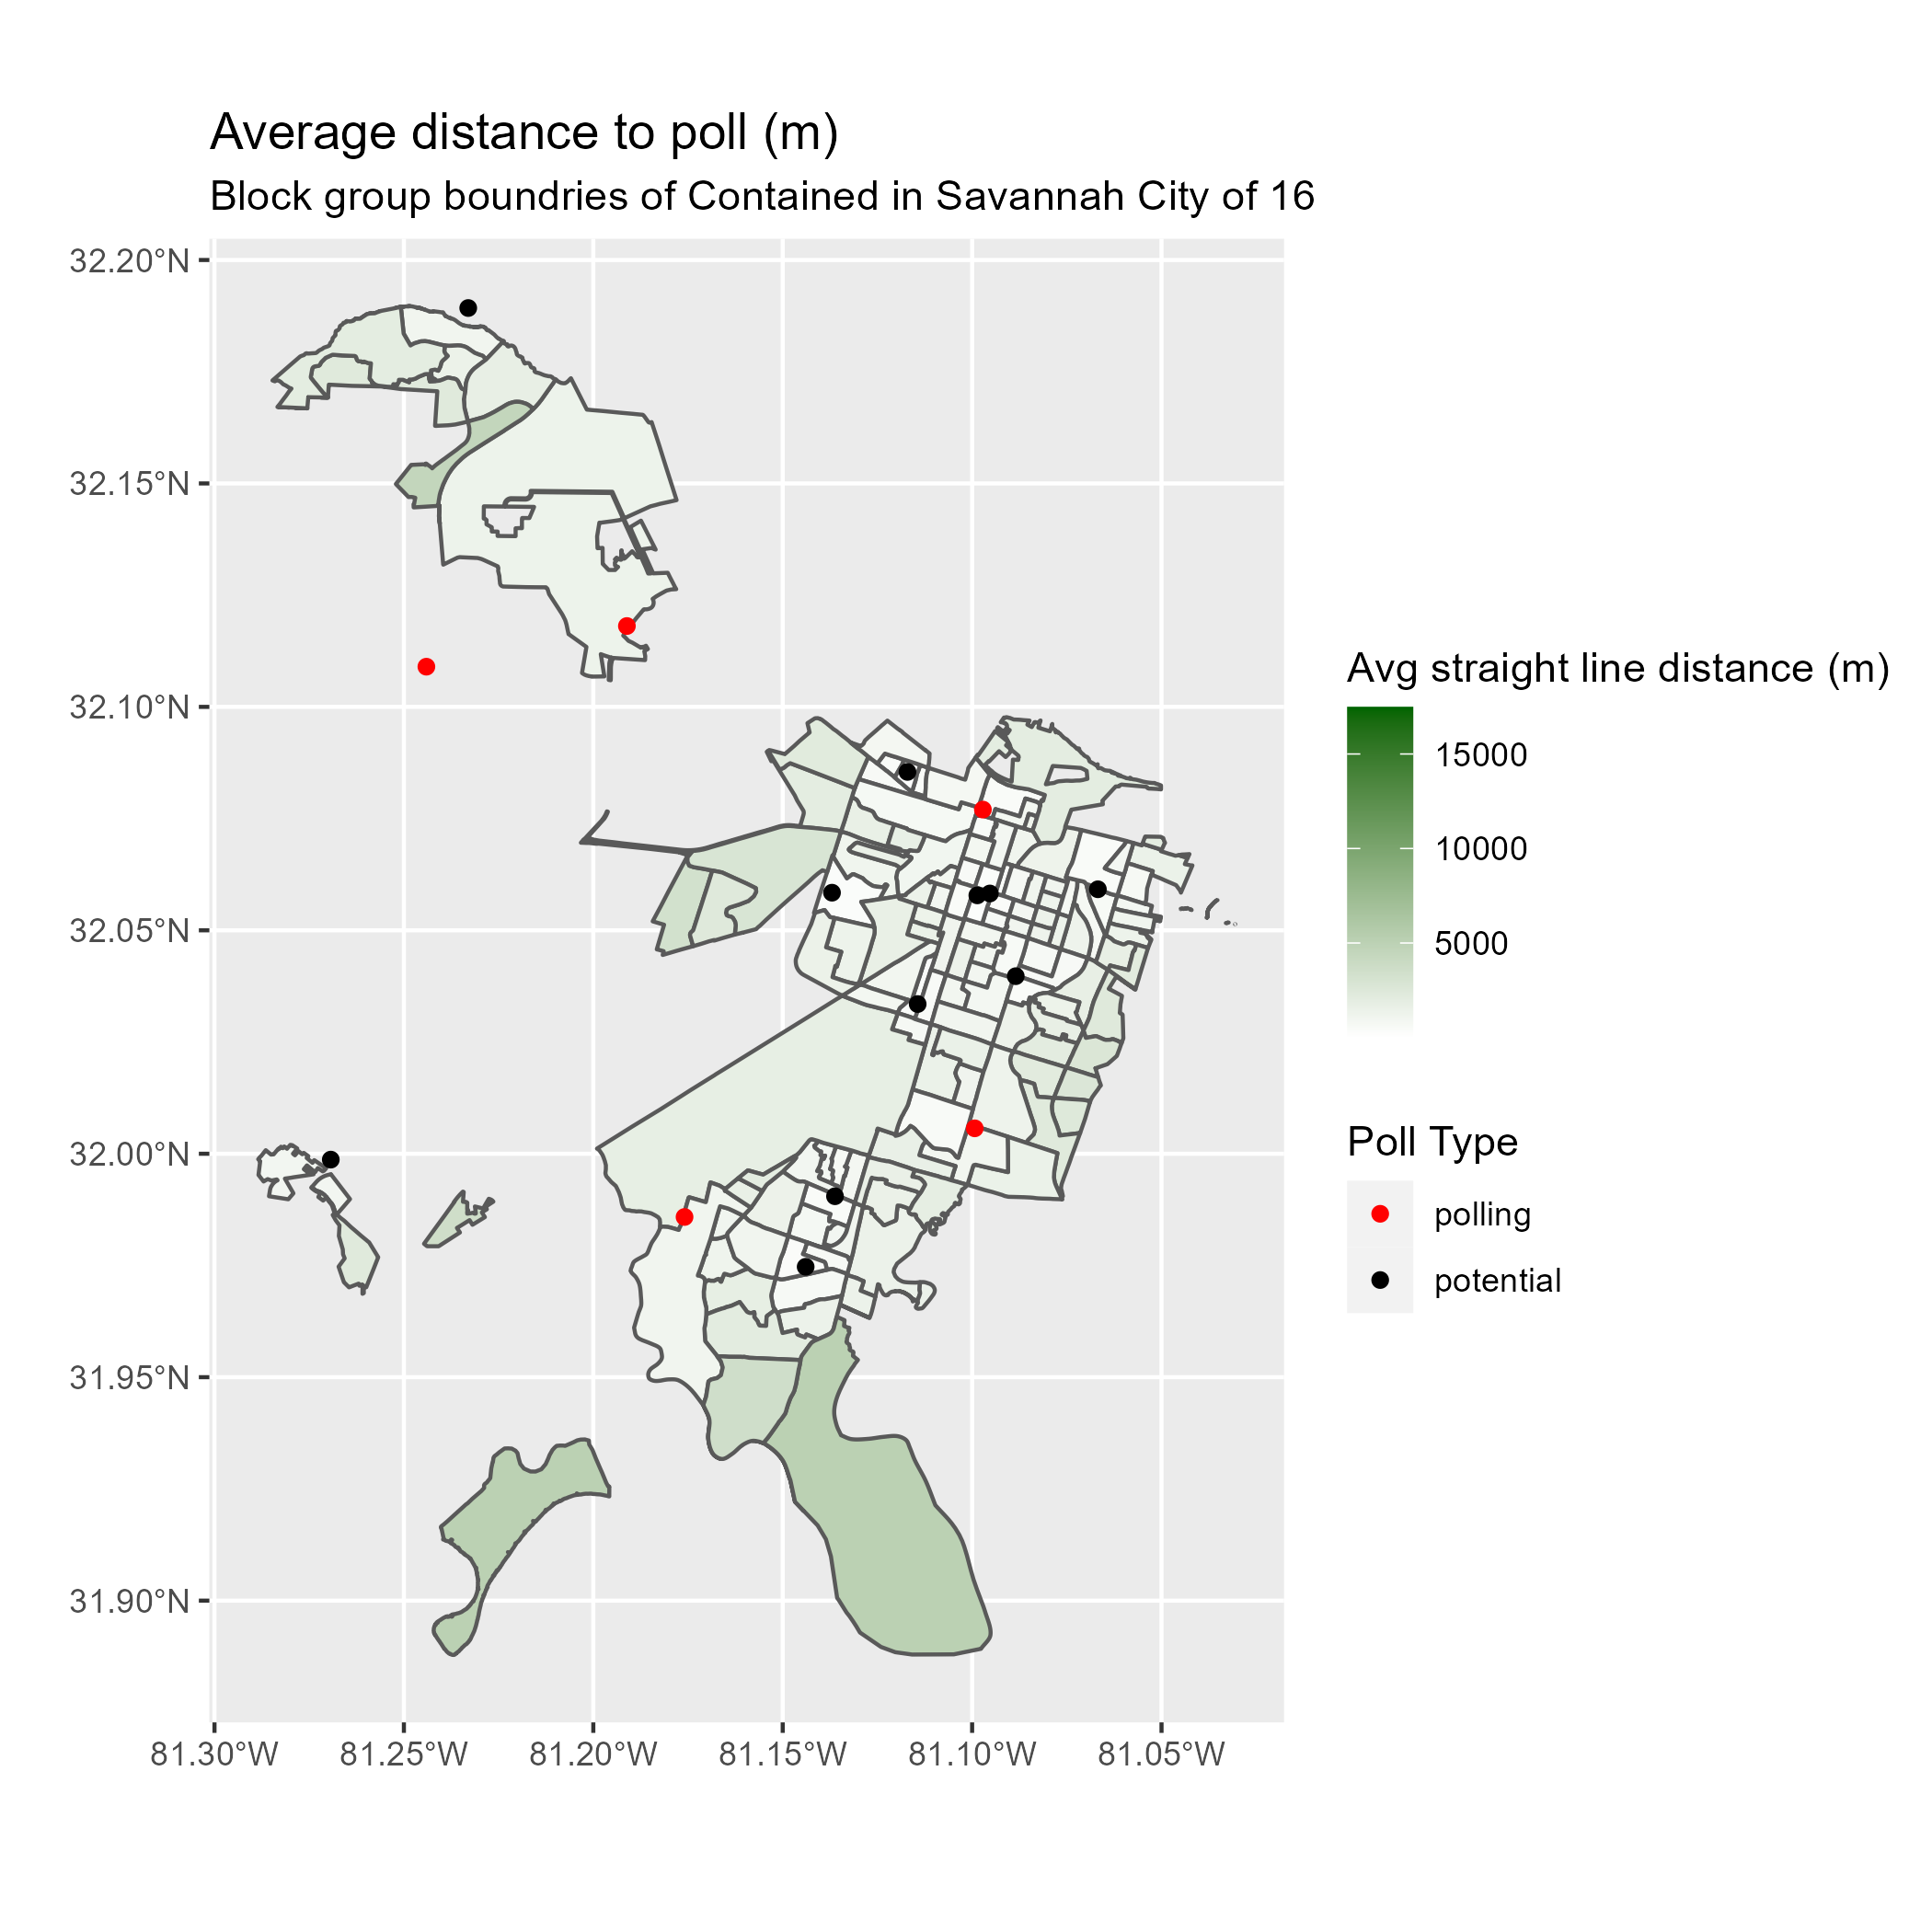 Average distance to poll (m)
Block group boundries of Contained in Savannah City of 16
32.20°N
32.15°N
32.10°N
32.05°N
32.00°N
31.95°N
31.90°N
81.30°W
81.25°W
81.20°W
81.15°W
81.10°W
81.05°W
Avg straight line distance (m)
15000
10000
5000
Poll Type
polling
potential